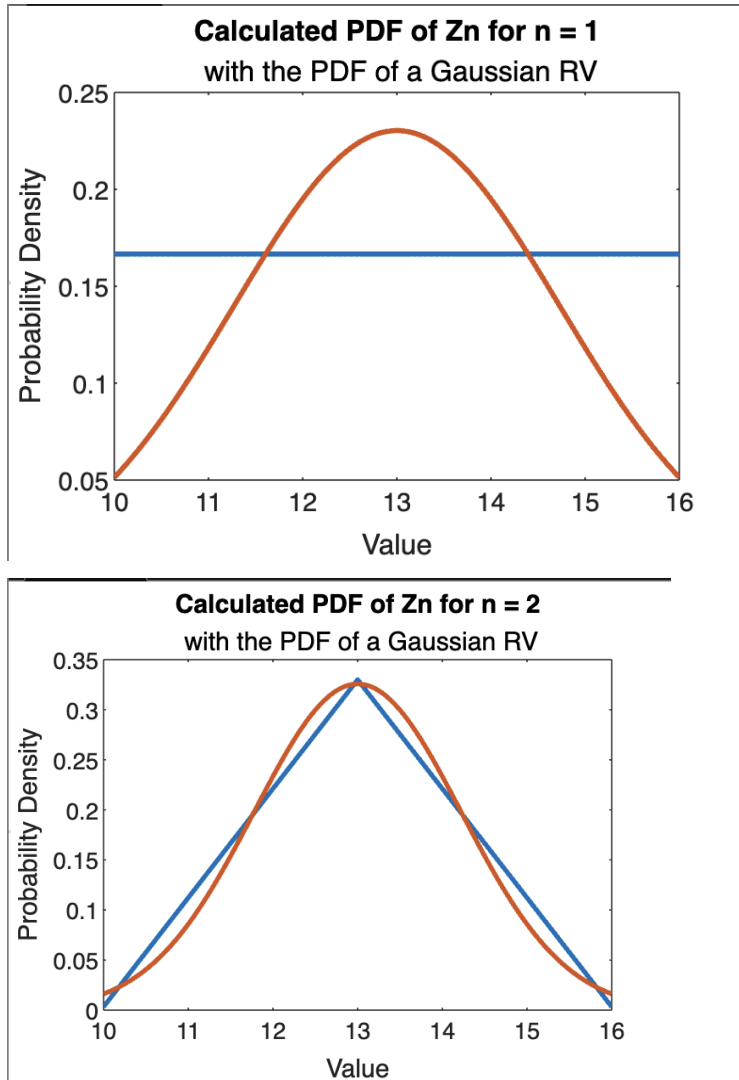 Calculated PDF of Zn for n = 1
with the PDF of a Gaussian RV
0.25
0.2
0.15
0.1
0.05
Probability Density
10 11 12 13 14 15 16
Value
Calculated PDF of Zn for n = 2
with the PDF of a Gaussian RV
0.35
0.3
0.25
0.2
0.15
0.1
0.05
0
Probability Density
10 11 12 13 14 15 16
Value